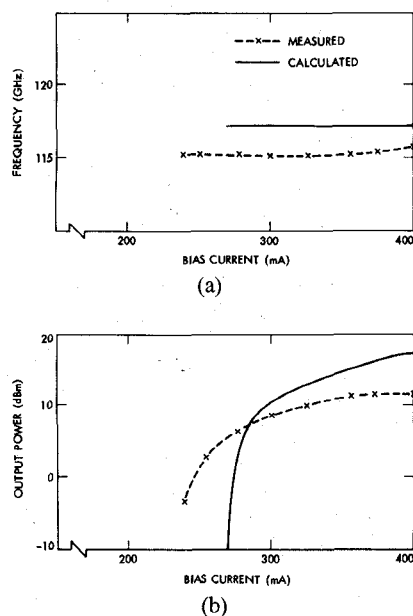 MEASURED
CALCULATED
FREQUENCY (GHz)
120
115
200
300
400
BIAS CURRENT (mA)
(a)
OUTPUT POWER (dBm)
20
10
0
-10
200
300
400
BIAS CURRENT (mA)
(b)